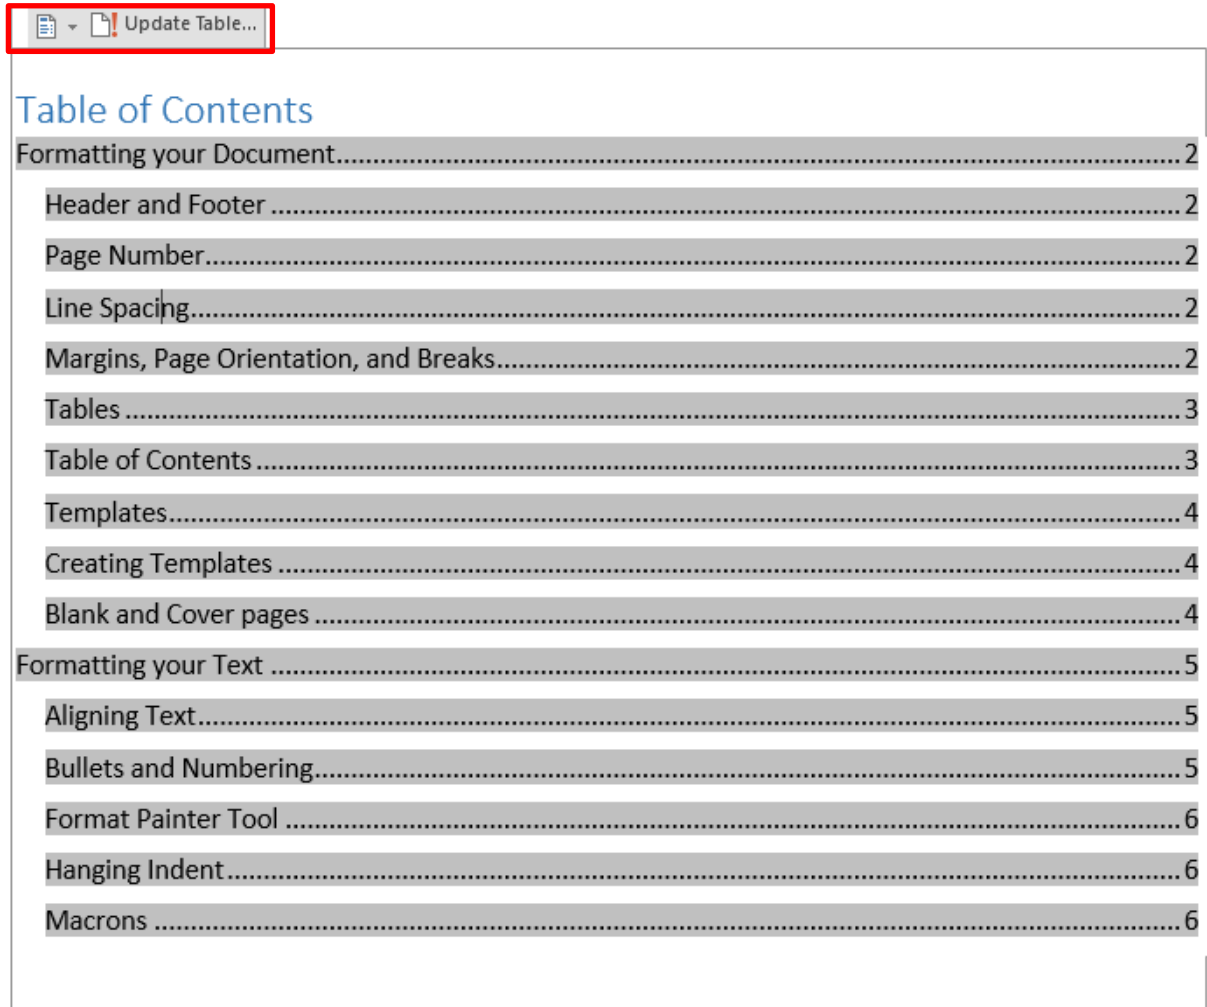 Update Table...
Table of Contents
Formatting your Document........................................................................................................2
Header and Footer ........................................................................................................2
Page Number........................................................................................................2
Line Spacing........................................................................................................2
Margins, Page Orientation, and Breaks........................................................................................................2
Tables ........................................................................................................3
Table of Contents ........................................................................................................3
Templates........................................................................................................4
Creating Templates ........................................................................................................4
Blank and Cover pages ........................................................................................................4
Formatting your Text ........................................................................................................5
Aligning Text........................................................................................................5
Bullets and Numbering........................................................................................................5
Format Painter Tool ........................................................................................................6
Hanging Indent........................................................................................................6
Macrons ........................................................................................................6